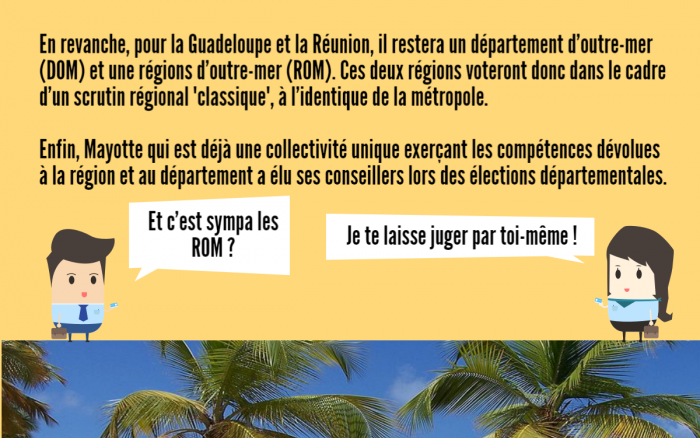 En revanche, pour la Guadeloupe et la Réunion, il restera un département d'outre-mer
(DOM) et une régions d'outre-mer (ROM). Ces deux régions voteront donc dans le cadre
d'un scrutin régional 'classique', à l'identique de la métropole.
Enfin, Mayotte qui est déjà une collectivité unique exerçant les compétences dévolues
à la région et au département a élu ses conseillers lors des élections départementales.
Et c'est sympa les
ROM ?
Je te laisse juger par toi-même !